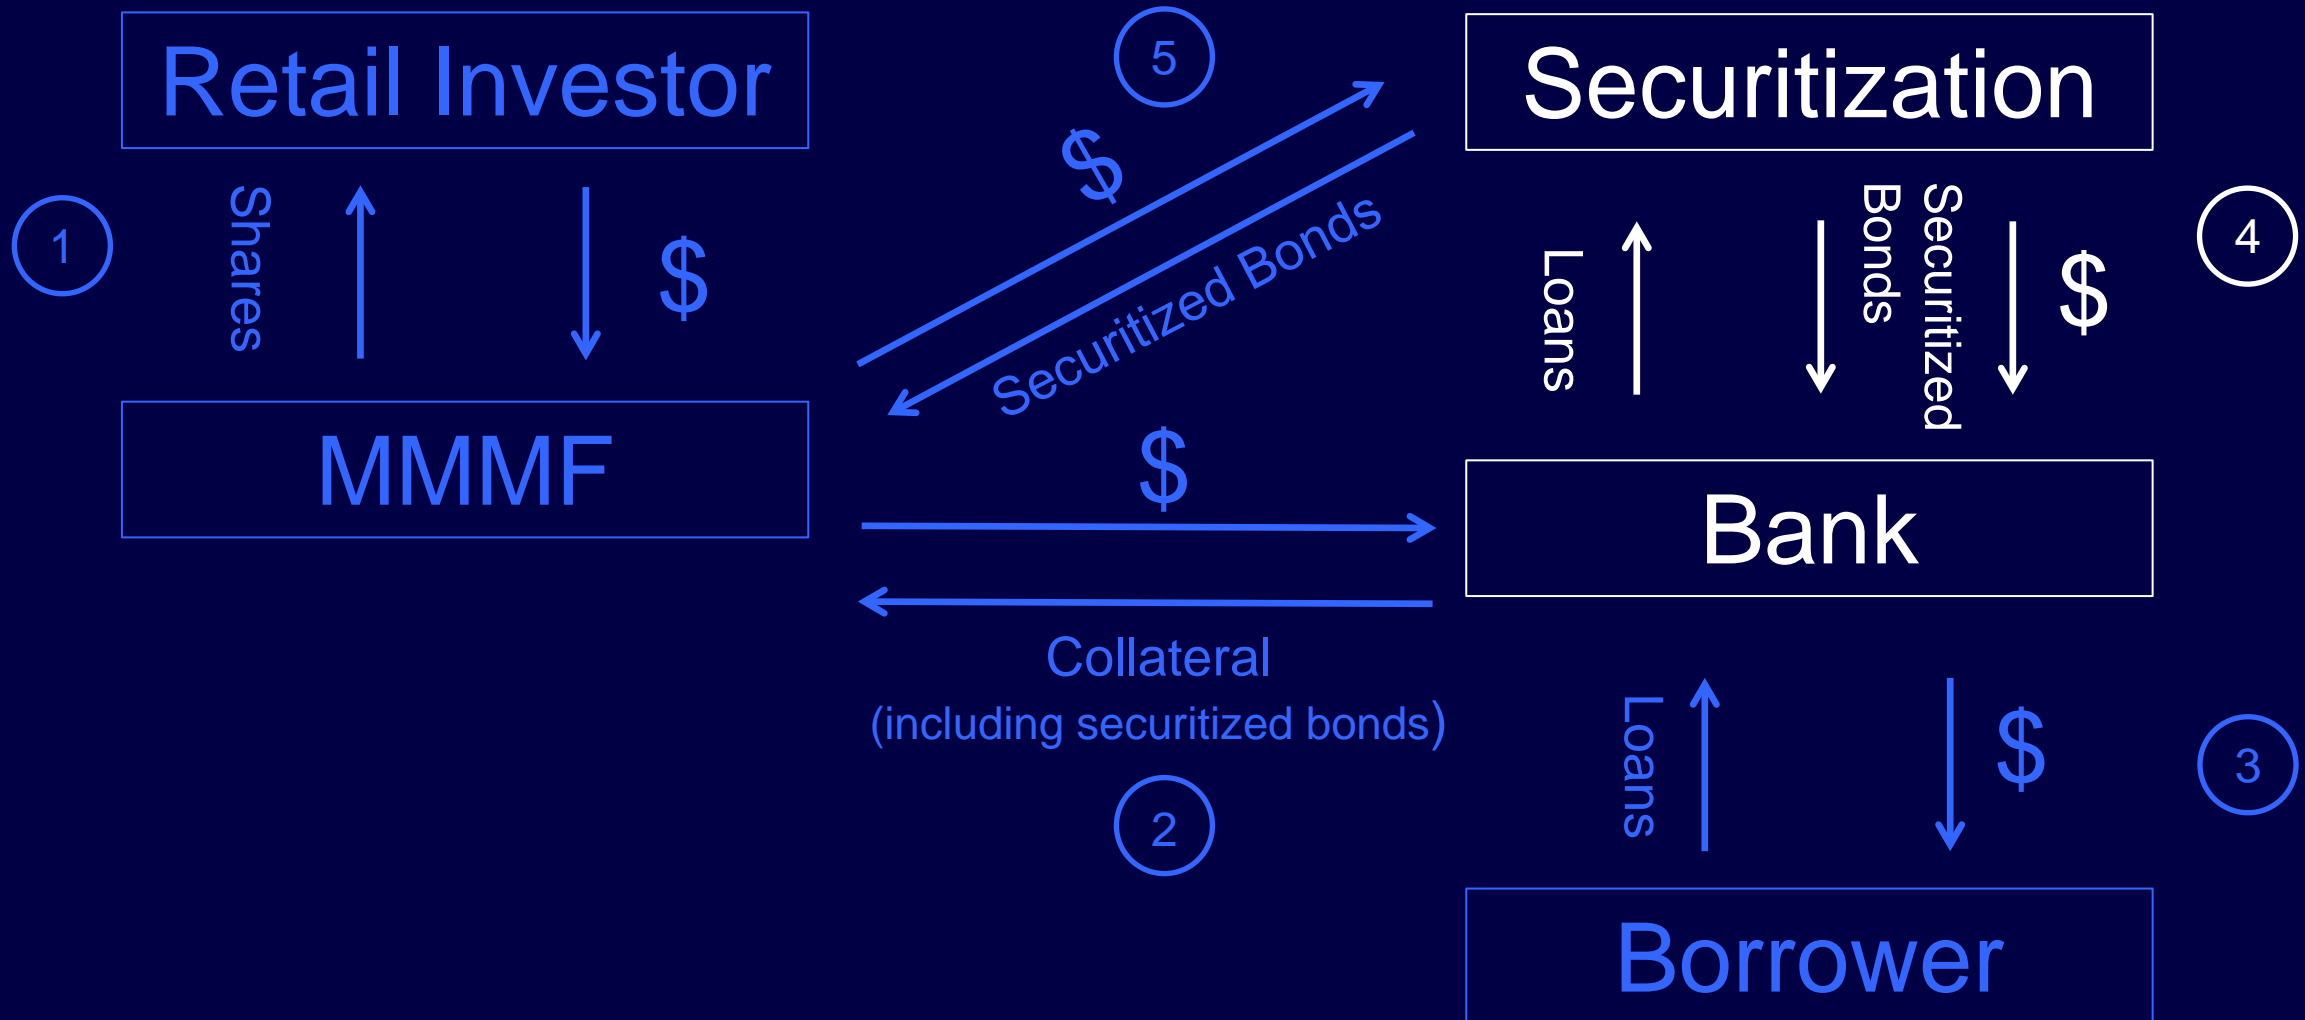 Retail Investor
5
Securitization
$
1
Shares
$
Securitized Bonds
Loans
Securitized
Bonds
$
4
MMMF
$
Bank
Collateral
(including securitized bonds)
2
Loans
$
3
Borrower